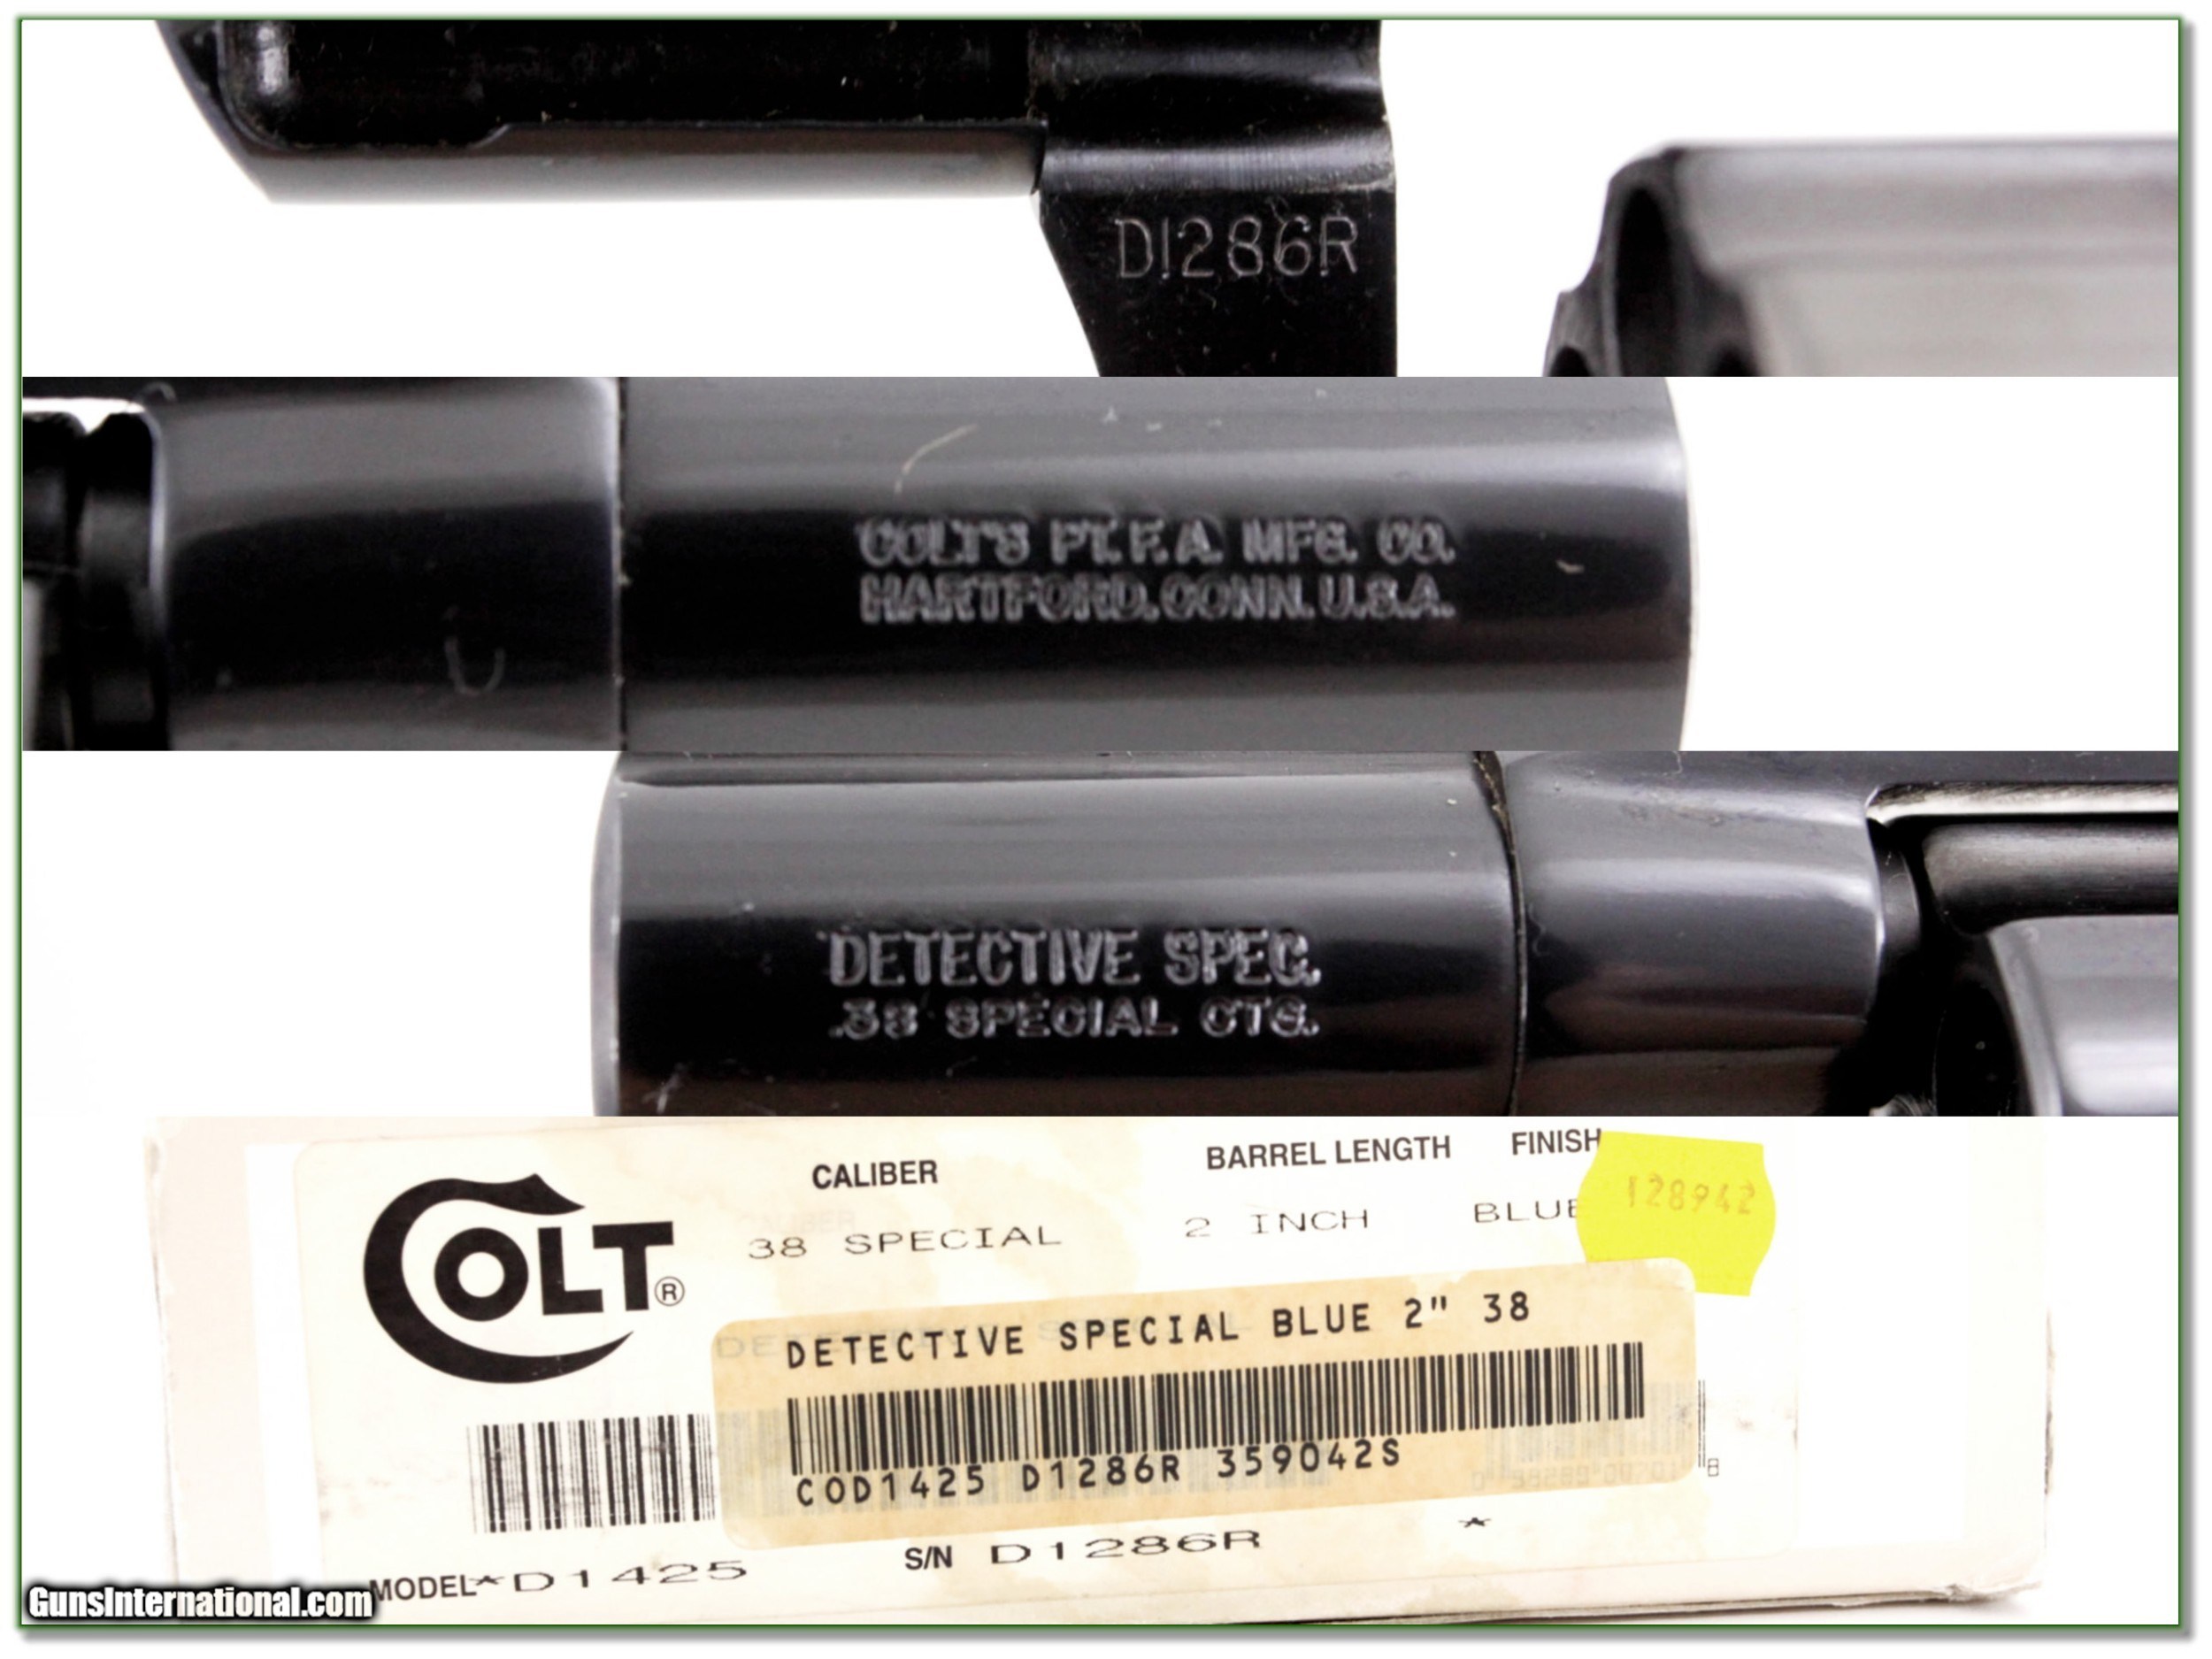 D1286R
COLT'S PT. F.A. MFG. CO.
HARTFORD, CONN. U.S.A.
DETECTIVE SPEC.
.38 SPECIAL CTG.
COLT®
CALIBER
BARREL LENGTH
FINISH
38 SPECIAL
2 INCH
BLUE
128942
DETECTIVE SPECIAL BLUE 2" 38
COD1425 D1286R 359042S
8
MODEL*D1425
S/N D1286R
*
GunsInternational.com